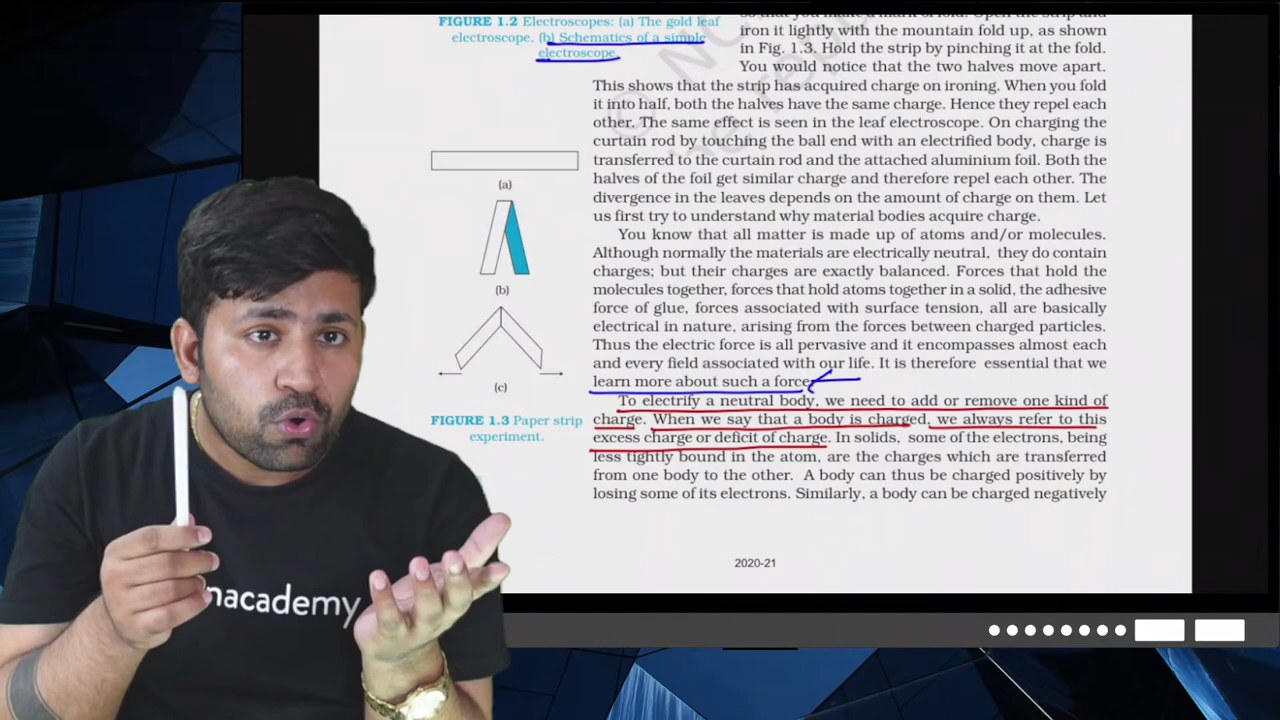 FIGURE 1.2 Electroscopes: (a) The gold leaf
electroscope, (b) Schematics of a simple
electroscope.
so that you make a mark of fold. Open the strip and
iron it lightly with the mountain fold up, as shown
in Fig. 1.3. Hold the strip by pinching it at the fold.
You would notice that the two halves move apart.
This shows that the strip has acquired charge on ironing. When you fold
it into half, both the halves have the same charge. Hence they repel each
other. The same effect is seen in the leaf electroscope. On charging the
curtain rod by touching the ball end with an electrified body, charge is
transferred to the curtain rod and the attached aluminium foil. Both the
halves of the foil get similar charge and therefore repel each other. The
divergence in the leaves depends on the amount of charge on them. Let
us first try to understand why material bodies acquire charge.
You know that all matter is made up of atoms and/or molecules.
Although normally the materials are electrically neutral, they do contain
charges; but their charges are exactly balanced. Forces that hold the
molecules together, forces that hold atoms together in a solid, the adhesive
force of glue, forces associated with surface tension, all are basically
electrical in nature, arising from the forces between charged particles.
Thus the electric force is all pervasive and it encompasses almost each
and every field associated with our life. It is therefore essential that we
learn more about such a force.
To electrify a neutral body, we need to add or remove one kind of
charge. When we say that a body is charged, we always refer to this
excess charge or deficit of charge. In solids, some of the electrons, being
less tightly bound in the atom, are the charges which are transferred
from one body to the other. A body can thus be charged positively by
losing some of its electrons. Similarly, a body can be charged negatively
(a)
(b)
(c)
FIGURE 1.3 Paper strip
experiment.
2020-21
nacademy